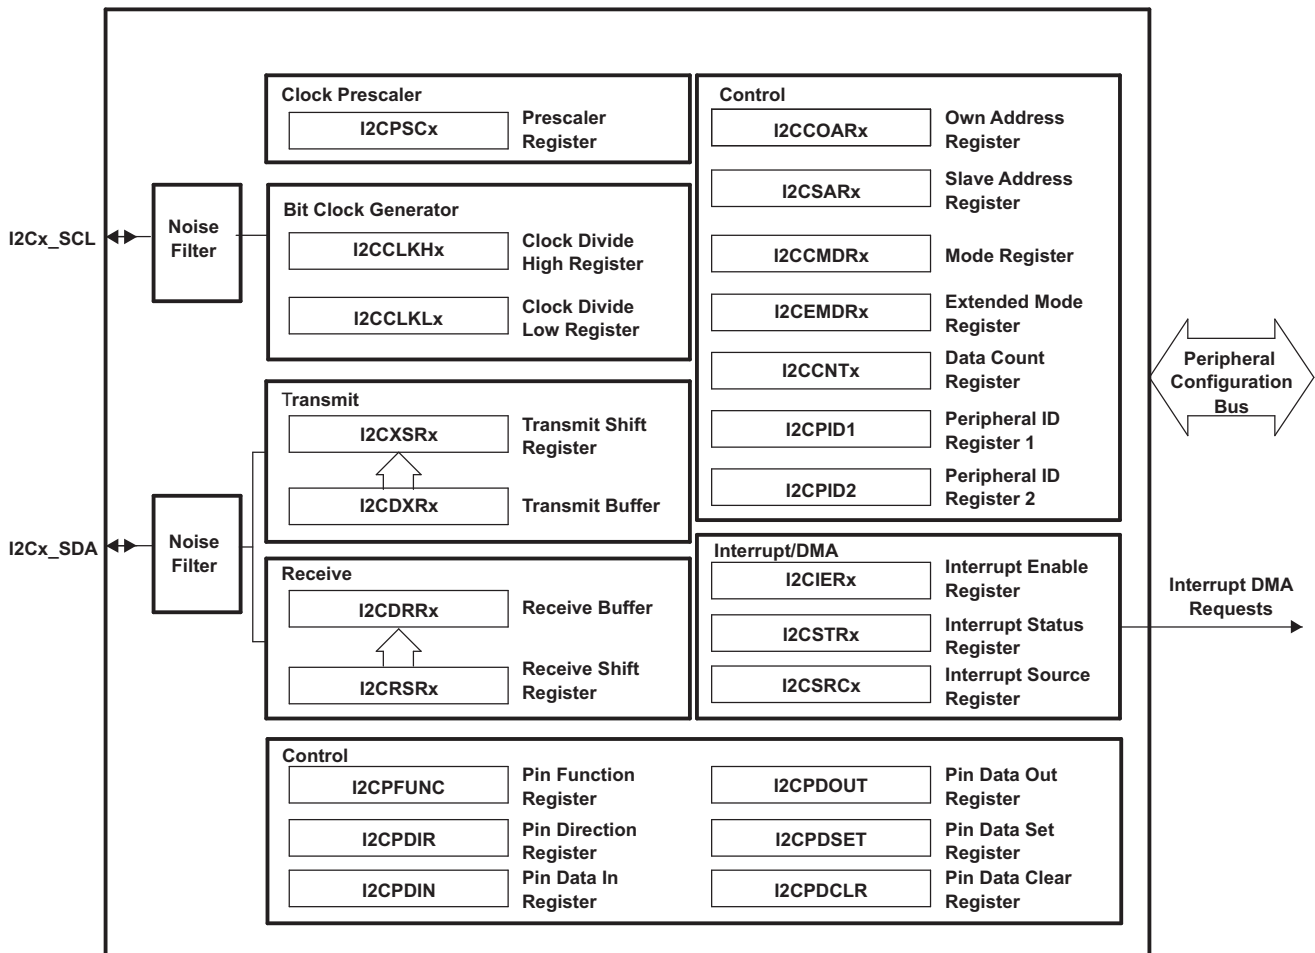 Clock Prescaler
I2CPSCx
Prescaler
Register
I2Cx_SCL
Noise
Filter
Bit Clock Generator
I2CCLKHx
Clock Divide
High Register
I2CCLKLx
Clock Divide
Low Register
Transmit
I2CXSRx
Transmit Shift
Register
I2CDXRx
Transmit Buffer
I2Cx_SDA
Noise
Filter
Receive
I2CDRRx
Receive Buffer
I2CRSRx
Receive Shift
Register
Control
I2CCOARx
Own Address
Register
I2CSARx
Slave Address
Register
I2CCMDRx
Mode Register
I2CEMDRx
Extended Mode
Register
I2CCNTx
Data Count
Register
I2CPID1
Peripheral ID
Register 1
I2CPID2
Peripheral ID
Register 2
Peripheral
Configuration
Bus
Interrupt/DMA
I2CIERx
Interrupt Enable
Register
I2CSTRx
Interrupt Status
Register
I2CSRCx
Interrupt Source
Register
Interrupt DMA
Requests
Control
I2CPFUNC
Pin Function
Register
I2CPDIR
Pin Direction
Register
I2CPDIN
Pin Data In
Register
I2CPDOUT
Pin Data Out
Register
I2CPDSET
Pin Data Set
Register
I2CPDCLR
Pin Data Clear
Register